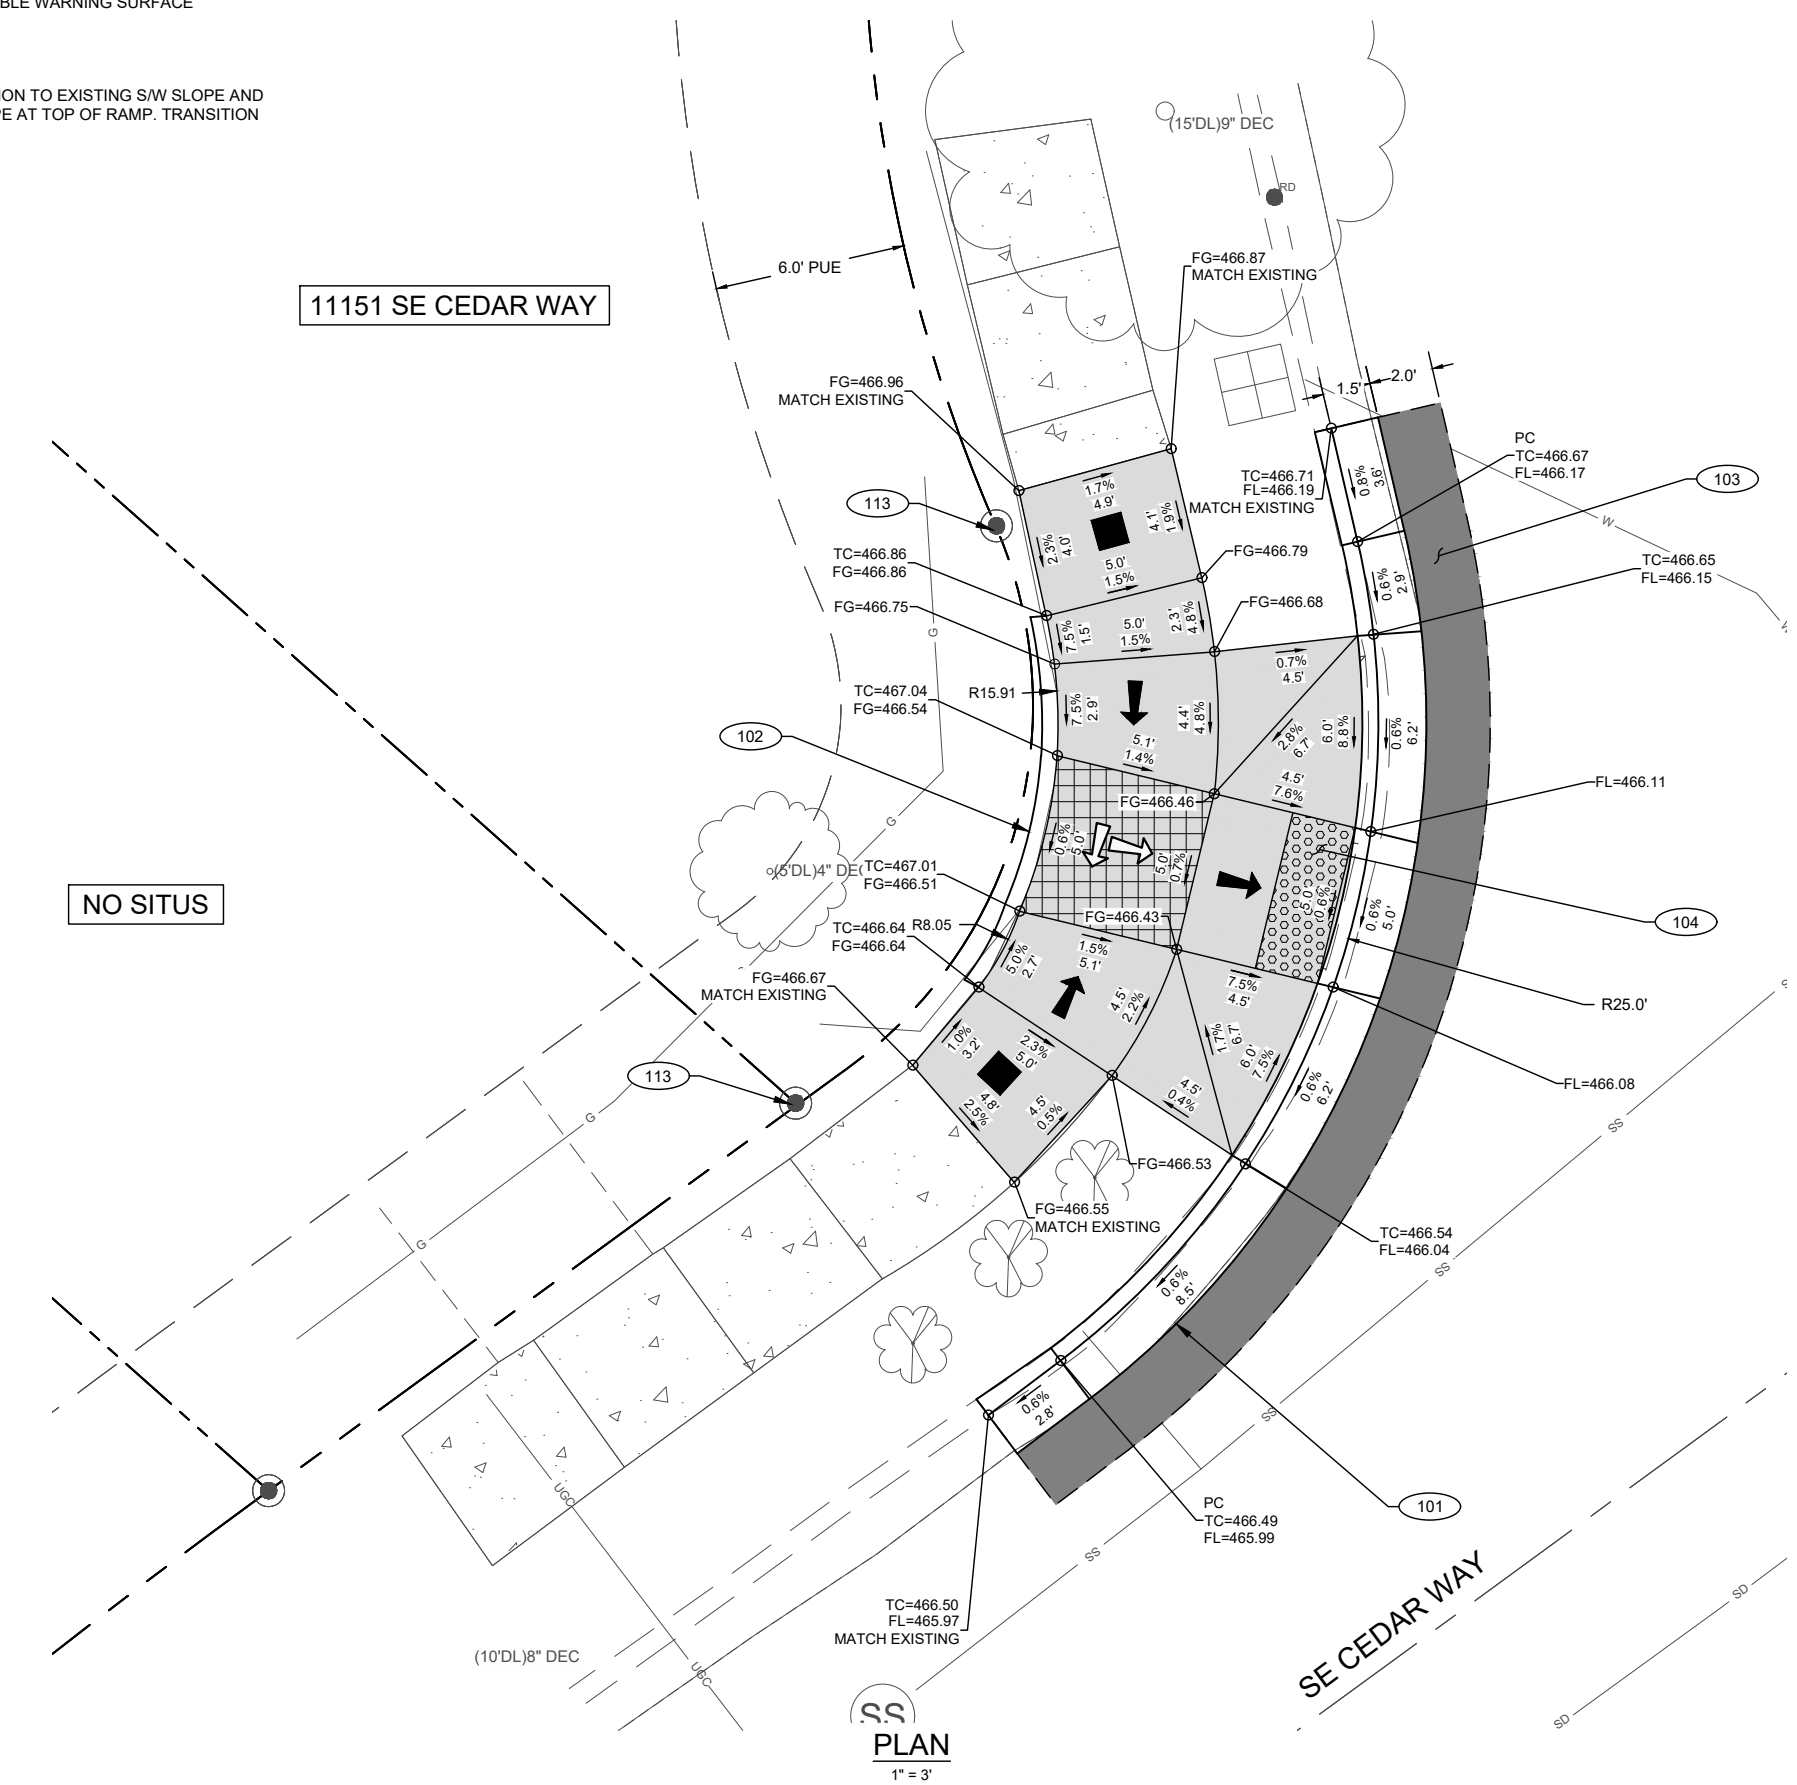 BLE WARNING SURFACE
ION TO EXISTING S/W SLOPE AND
PE AT TOP OF RAMP. TRANSITION
(15'DL)9" DEC
RD
6.0' PUE
FG=466.87
MATCH EXISTING
11151 SE CEDAR WAY
FG=466.96
MATCH EXISTING
1.5'
2.0'
PC
TC=466.67
FL=466.17
TC=466.71
FL=466.19
MATCH EXISTING
0.8%
3.6'
103
113
1.7%
4.9'
4.1'
1.9%
2.3%
4.0'
5.0'
1.5%
W
TC=466.86
FG=466.86
FG=466.79
TC=466.65
FL=466.15
0.6%
2.9'
FG=466.75
FG=466.68
7.5%
1.5'
5.0'
1.5%
2.3'
4.8%
W
G
0.7%
4.5'
TC=467.04
FG=466.54
R15.91
7.5%
2.9'
4.4'
4.8%
2.8%
6.7'
6.0'
8.8%
0.6%
6.2'
102
5.1'
1.4%
4.5'
7.6%
FL=466.11
FG=466.46
G
0.6%
5.0'
5.0'
0.7%
(5'DL)4" DEC
TC=467.01
FG=466.51
5.0'
0.6%
0.6%
5.0'
104
NO SITUS
TC=466.64
FG=466.64
R8.05
FG=466.43
1.5%
5.1'
5.0%
2.7'
FG=466.67
MATCH EXISTING
7.5%
4.5'
R25.0'
4.5'
2.2%
1.0%
3.2'
2.3%
5.0'
1.7%
6.7'
6.0'
7.5%
113
FL=466.08
0.6%
6.2'
4.8'
2.5%
4.5'
0.5%
4.5'
0.4%
G
SS
FG=466.53
FG=466.55
MATCH EXISTING
TC=466.54
FL=466.04
G
SS
0.6%
8.5'
0.6%
2.8'
SS
UGC
PC
TC=466.49
FL=465.99
101
SS
TC=466.50
FL=465.97
MATCH EXISTING
SE CEDAR WAY
SD
(10'DL)8" DEC
UGC
SS
SD
PLAN
1" = 3'